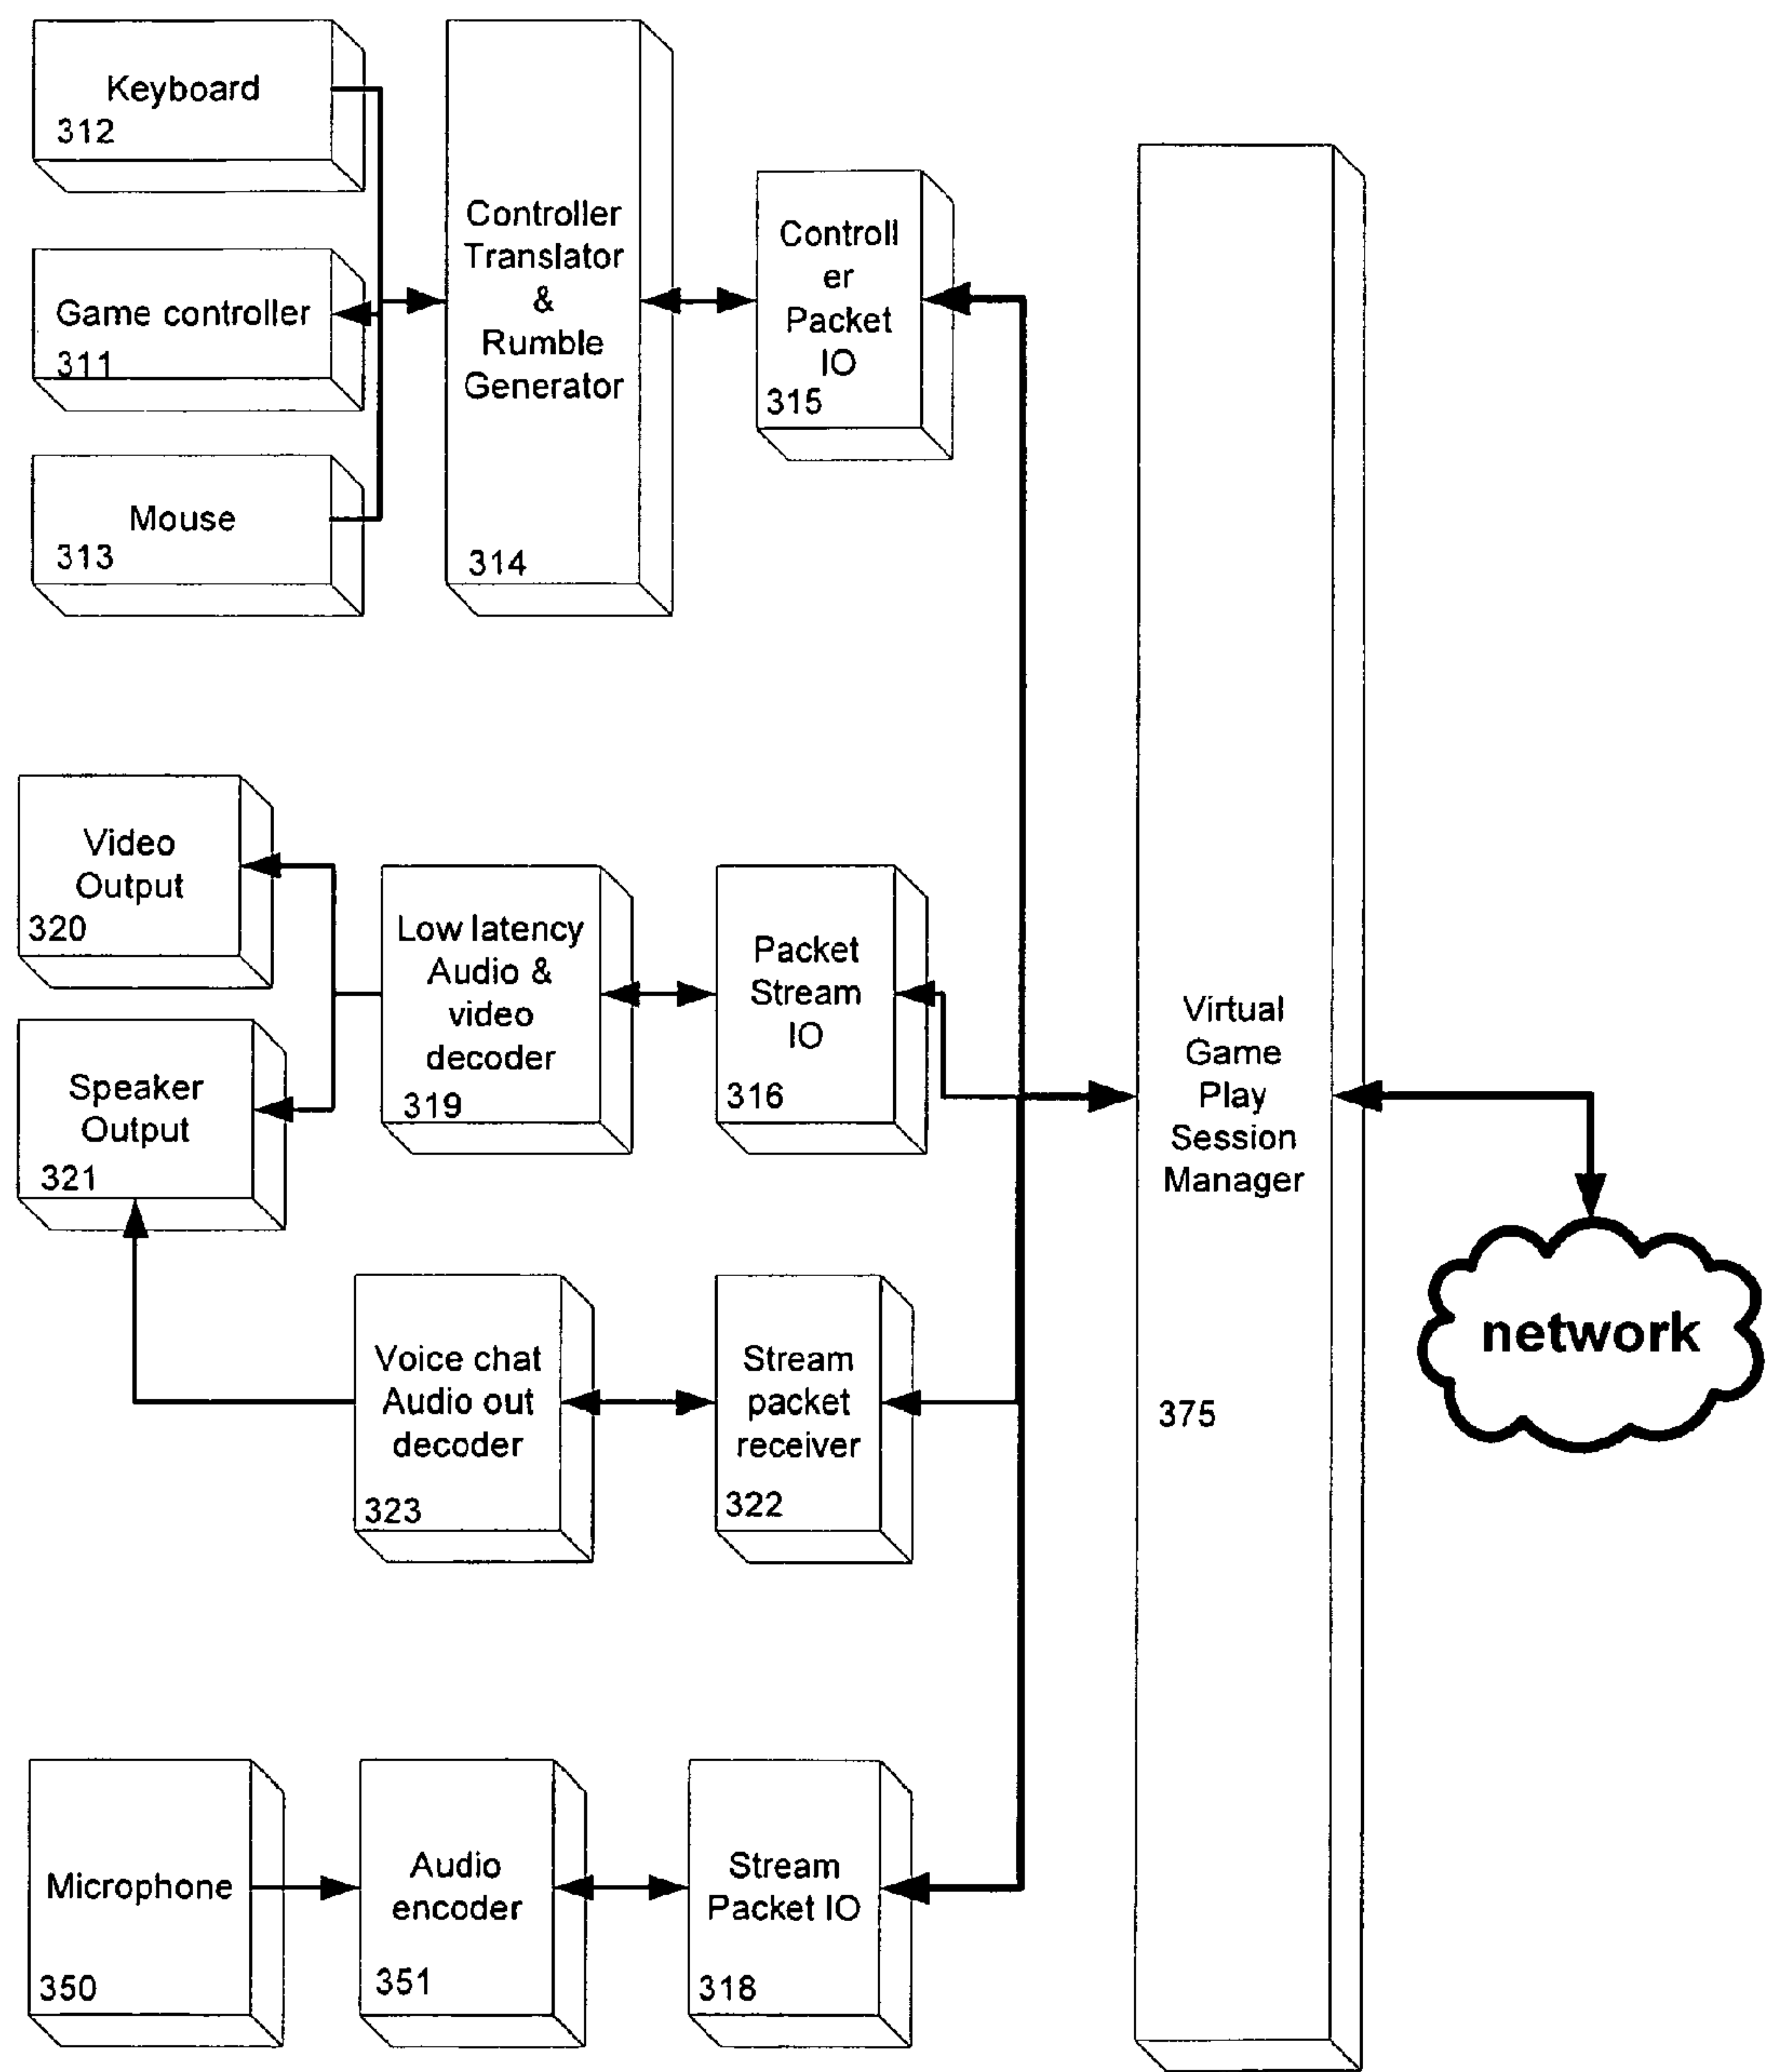 Keyboard
312
Game controller
311
Mouse
313
Controller
Translator
&
Rumble
Generator
314
Controll
er
Packet
IO
315
Video
Output
320
Speaker
Output
321
Low latency
Audio &
video
decoder
319
Packet
Stream
IO
316
Voice chat
Audio out
decoder
323
Stream
packet
receiver
322
Microphone
350
Audio
encoder
351
Stream
Packet IO
318
Virtual
Game
Play
Session
Manager
375
network